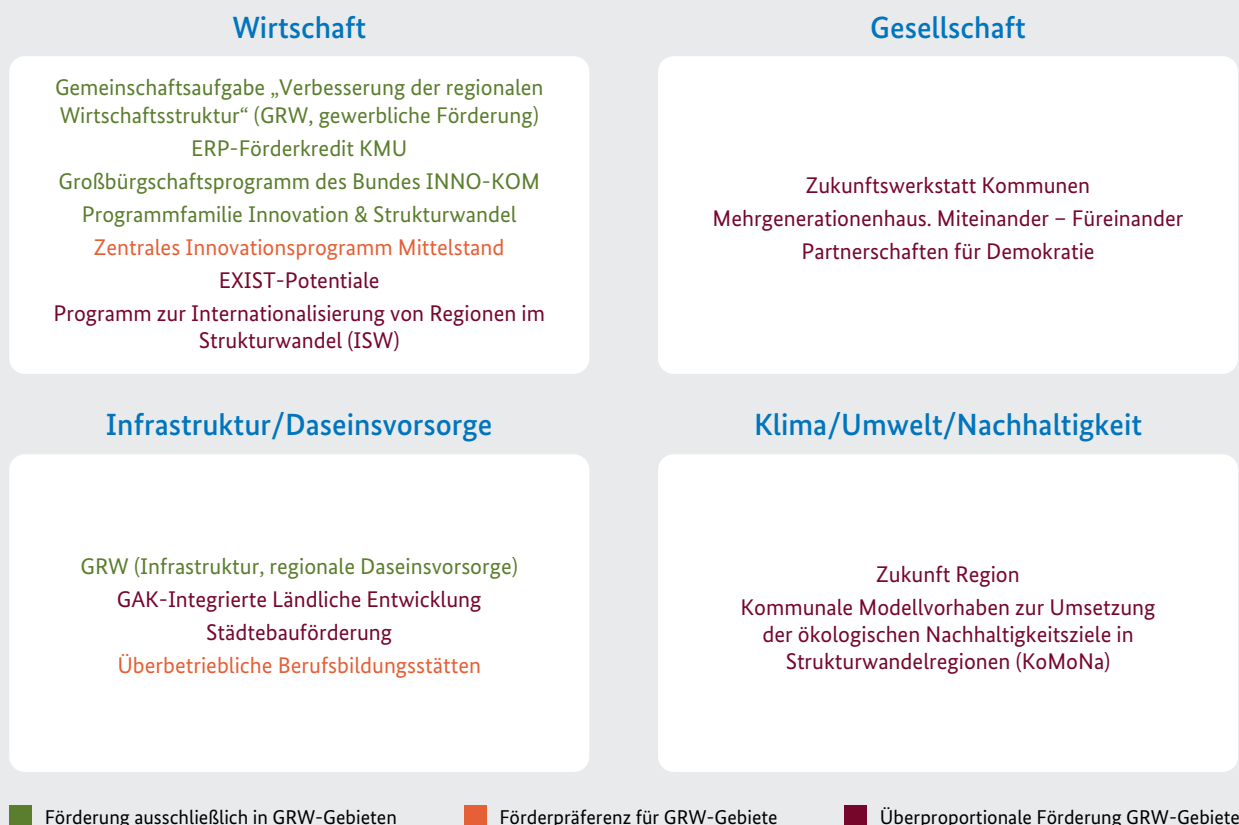 Wirtschaft
Gemeinschaftsaufgabe „Verbesserung der regionalen
Wirtschaftsstruktur“ (GRW, gewerbliche Förderung)
ERP-Förderkredit KMU
Großbürgschaftsprogramm des Bundes INNO-KOM
Programmfamilie Innovation & Strukturwandel
Zentrales Innovationsprogramm Mittelstand
EXIST-Potentiale
Programm zur Internationalisierung von Regionen im
Strukturwandel (ISW)
Gesellschaft
Zukunftswerkstatt Kommunen
Mehrgenerationenhaus. Miteinander – Füreinander
Partnerschaften für Demokratie
Infrastruktur/Daseinsvorsorge
GRW (Infrastruktur, regionale Daseinsvorsorge)
GAK-Integrierte Ländliche Entwicklung
Städtebauförderung
Überbetriebliche Berufsbildungsstätten
Klima/Umwelt/Nachhaltigkeit
Zukunft Region
Kommunale Modellvorhaben zur Umsetzung
der ökologischen Nachhaltigkeitsziele in
Strukturwandelregionen (KoMoNa)
Förderung ausschließlich in GRW-Gebieten
Förderpräferenz für GRW-Gebiete
Überproportionale Förderung GRW-Gebiete